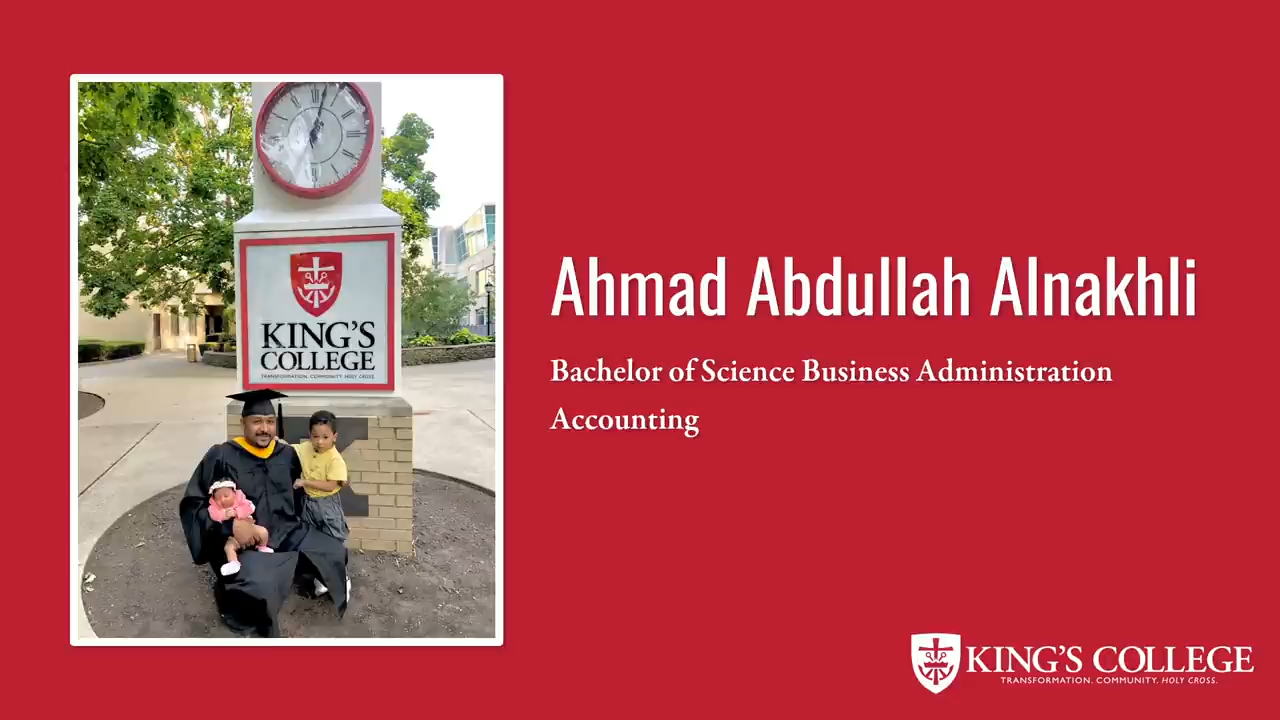 KING'S
COLLEGE
TRANSFORMATION. COMMUNITY. HOLY CROSS.
Ahmad Abdullah Alnakhli
Bachelor of Science Business Administration
Accounting
KING'S COLLEGE
TRANSFORMATION. COMMUNITY. HOLY CROSS.